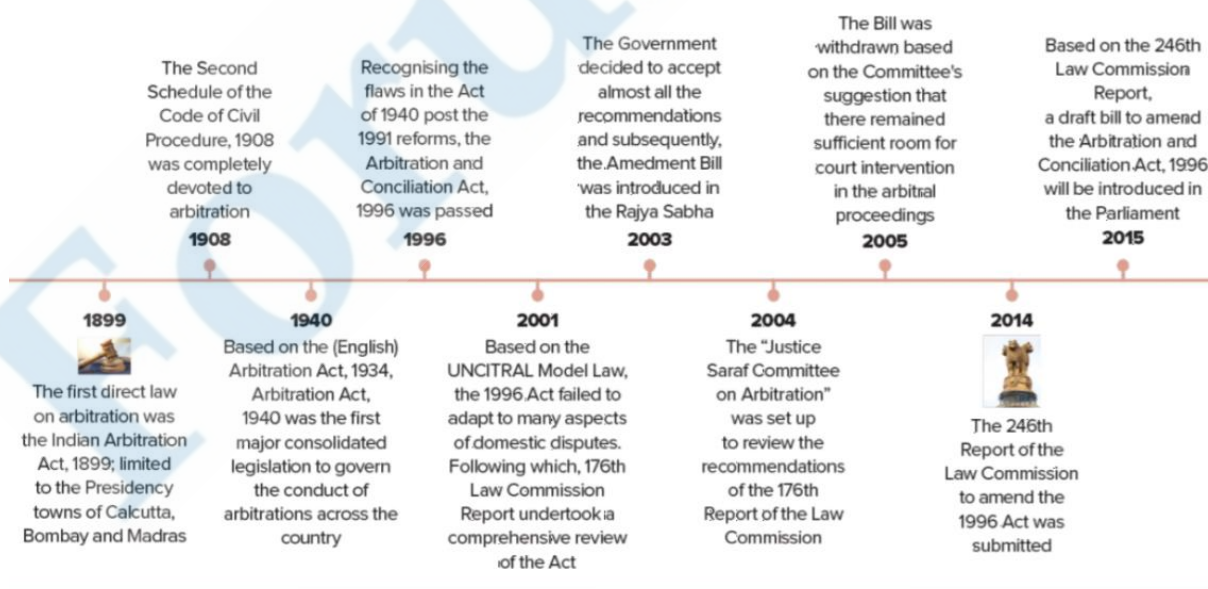 The Second
Schedule of the
Code of Civil
Procedure, 1908
was completely
devoted to
arbitration
1908
Recognising the
flaws in the Act
of 1940 post the
1991 reforms, the
Arbitration and
Conciliation Act,
1996 was passed
1996
The Government
decided to accept
almost all the
recommendations
and subsequently,
the Amedment Bill
was introduced in
the Rajya Sabha
2003
The Bill was
withdrawn based
on the Committee's
suggestion that
there remained
sufficient room for
court intervention
in the arbitral
proceedings
2005
Based on the 246th
Law Commission
Report,
a draft bill to amend
the Arbitration and
Conciliation Act, 1996
will be introduced in
the Parliament
2015
1899
The first direct law
on arbitration was
the Indian Arbitration
Act, 1899; limited
to the Presidency
towns of Calcutta,
Bombay and Madras
1940
Based on the (English)
Arbitration Act, 1934,
Arbitration Act,
1940 was the first
major consolidated
legislation to govern
the conduct of
arbitrations across the
country
2001
Based on the
UNCITRAL Model Law,
the 1996 Act failed to
adapt to many aspects
of domestic disputes.
Following which, 176th
Law Commission
Report undertook a
comprehensive review
of the Act
2004
The “Justice
Saraf Committee
on Arbitration”
was set up
to review the
recommendations
of the 176th
Report of the Law
Commission
2014
The 246th
Report of the
Law Commission
to amend the
1996 Act was
submitted